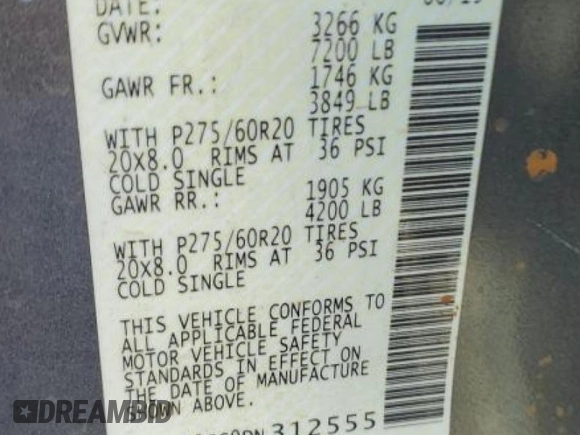 DATE:
GVWR: 3266 KG
7200 LB
GAWR FR.: 1746 KG
3849 LB
WITH P275/60R20 TIRES
20X8.0 RIMS AT 36 PSI
COLD SINGLE
GAWR RR.: 1905 KG
4200 LB
WITH P275/60R20 TIRES
20X8.0 RIMS AT 36 PSI
COLD SINGLE
THIS VEHICLE CONFORMS TO
ALL APPLICABLE FEDERAL
MOTOR VEHICLE SAFETY
STANDARDS IN EFFECT ON
THE DATE OF MANUFACTURE
SHOWN ABOVE.
312555
DREAMBID